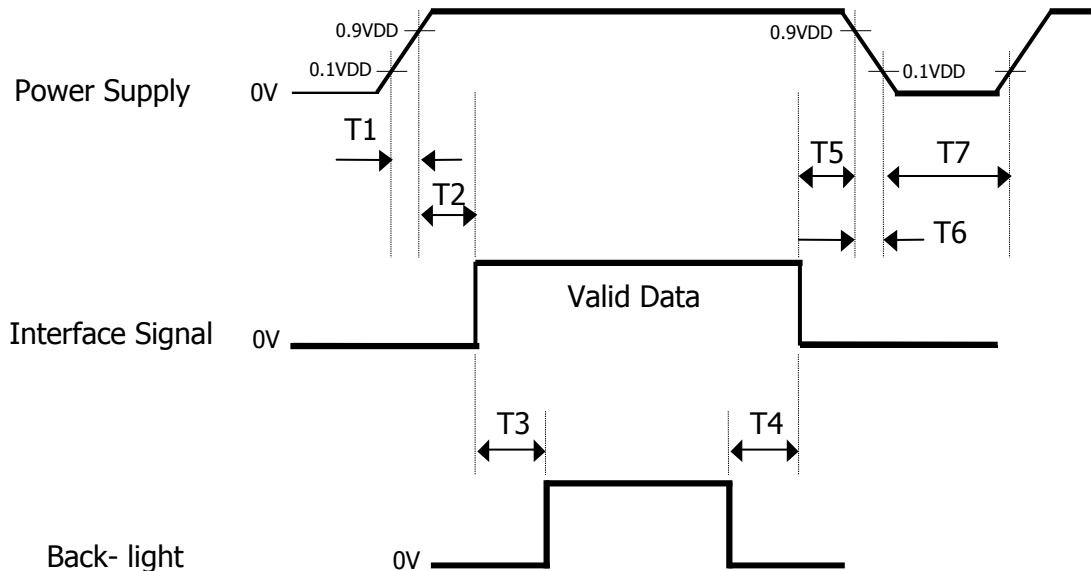 0.9VDD
0.9VDD
0.1VDD
0.1VDD
Power Supply
0V
T1
T5
T7
T2
T6
Valid Data
Interface Signal
0V
T3
T4
Back- light
0V